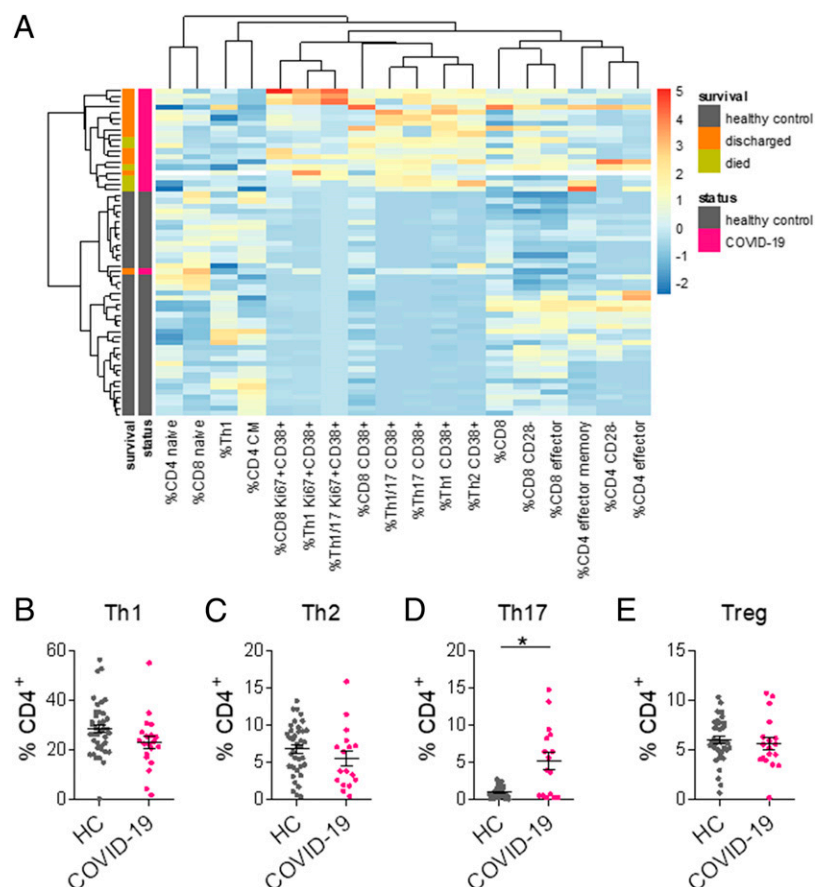 A
survival
healthy control
discharged
died
status
healthy control
COVID-19
5
4
3
2
1
0
-1
-2
survival
status
%CD4 naive
%CD8 naive
%Th1
%CD4 CM
%CD8 Ki67+CD38+
%Th1 Ki67+CD38+
%Th1/17 Ki67+CD38+
%CD8 CD38+
%Th1/17 CD38+
%Th17 CD38+
%Th1 CD38+
%Th2 CD38+
%CD8
%CD8 CD28-
%CD8 effector
%CD4 effector memory
%CD4 CD28-
%CD4 effector
B
Th1
% CD4+
60
40
20
0
HC
COVID-19
C
Th2
% CD4+
20
15
10
5
0
HC
COVID-19
D
Th17
% CD4+
20
15
10
5
0
*
HC
COVID-19
E
Treg
% CD4+
15
10
5
0
HC
COVID-19